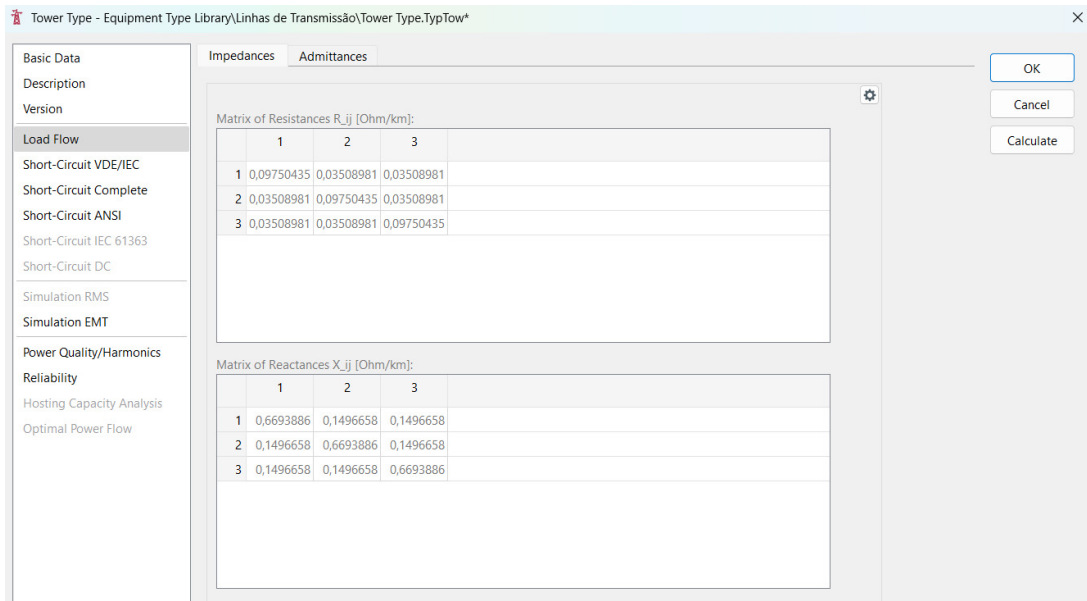 Tower Type - Equipment Type Library\Linhas de Transmissão\Tower Type.TypTow*
Basic Data
Description
Version
Load Flow
Short-Circuit VDE/IEC
Short-Circuit Complete
Short-Circuit ANSI
Short-Circuit IEC 61363
Short-Circuit DC
Simulation RMS
Simulation EMT
Power Quality/Harmonics
Reliability
Hosting Capacity Analysis
Optimal Power Flow
Impedances Admittances
Matrix of Resistances R_ij [Ohm/km]:
1 2 3
1 0,09750435 0,03508981 0,03508981
2 0,03508981 0,09750435 0,03508981
3 0,03508981 0,03508981 0,09750435
Matrix of Reactances X_ij [Ohm/km]:
1 2 3
1 0,6693886 0,1496658 0,1496658
2 0,1496658 0,6693886 0,1496658
3 0,1496658 0,1496658 0,6693886
OK
Cancel
Calculate